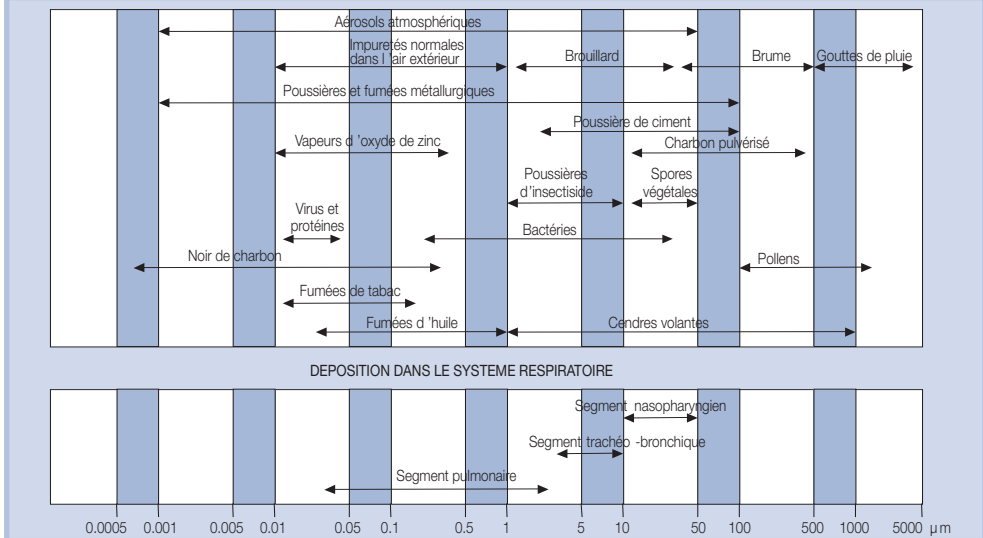 Aérosols atmosphériques
Impuretés normales
dans l 'air extérieur
Brouillard
Brume
Gouttes de pluie
Poussières et fumées métallurgiques
Poussière de ciment
Vapeurs d 'oxyde de zinc
Charbon pulvérisé
Poussières
d'insectiside
Spores
végétales
Virus et
protéines
Bactéries
Noir de charbon
Pollens
Fumées de tabac
Fumées d 'huile
Cendres volantes
DEPOSITION DANS LE SYSTEME RESPIRATOIRE
Segment nasopharyngien
Segment trachéo -bronchique
Segment pulmonaire
0.0005 0.001 0.005 0.01 0.05 0.1 0.5 1 5 10 50 100 500 1000 5000 µm